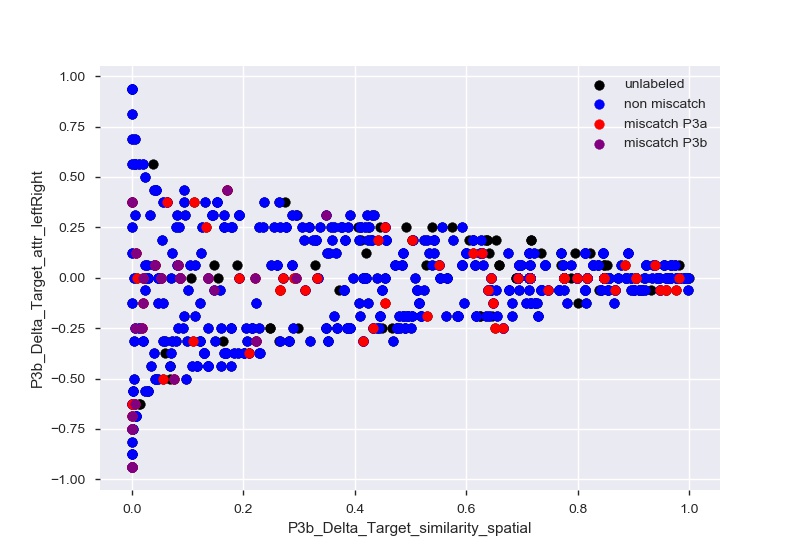 unlabeled
non miscatch
miscatch P3a
miscatch P3b
1.00
0.75
0.50
0.25
0.00
−0.25
−0.50
−0.75
−1.00
P3b_Delta_Target_attr_leftRight
0.0 0.2 0.4 0.6 0.8 1.0
P3b_Delta_Target_similarity_spatial